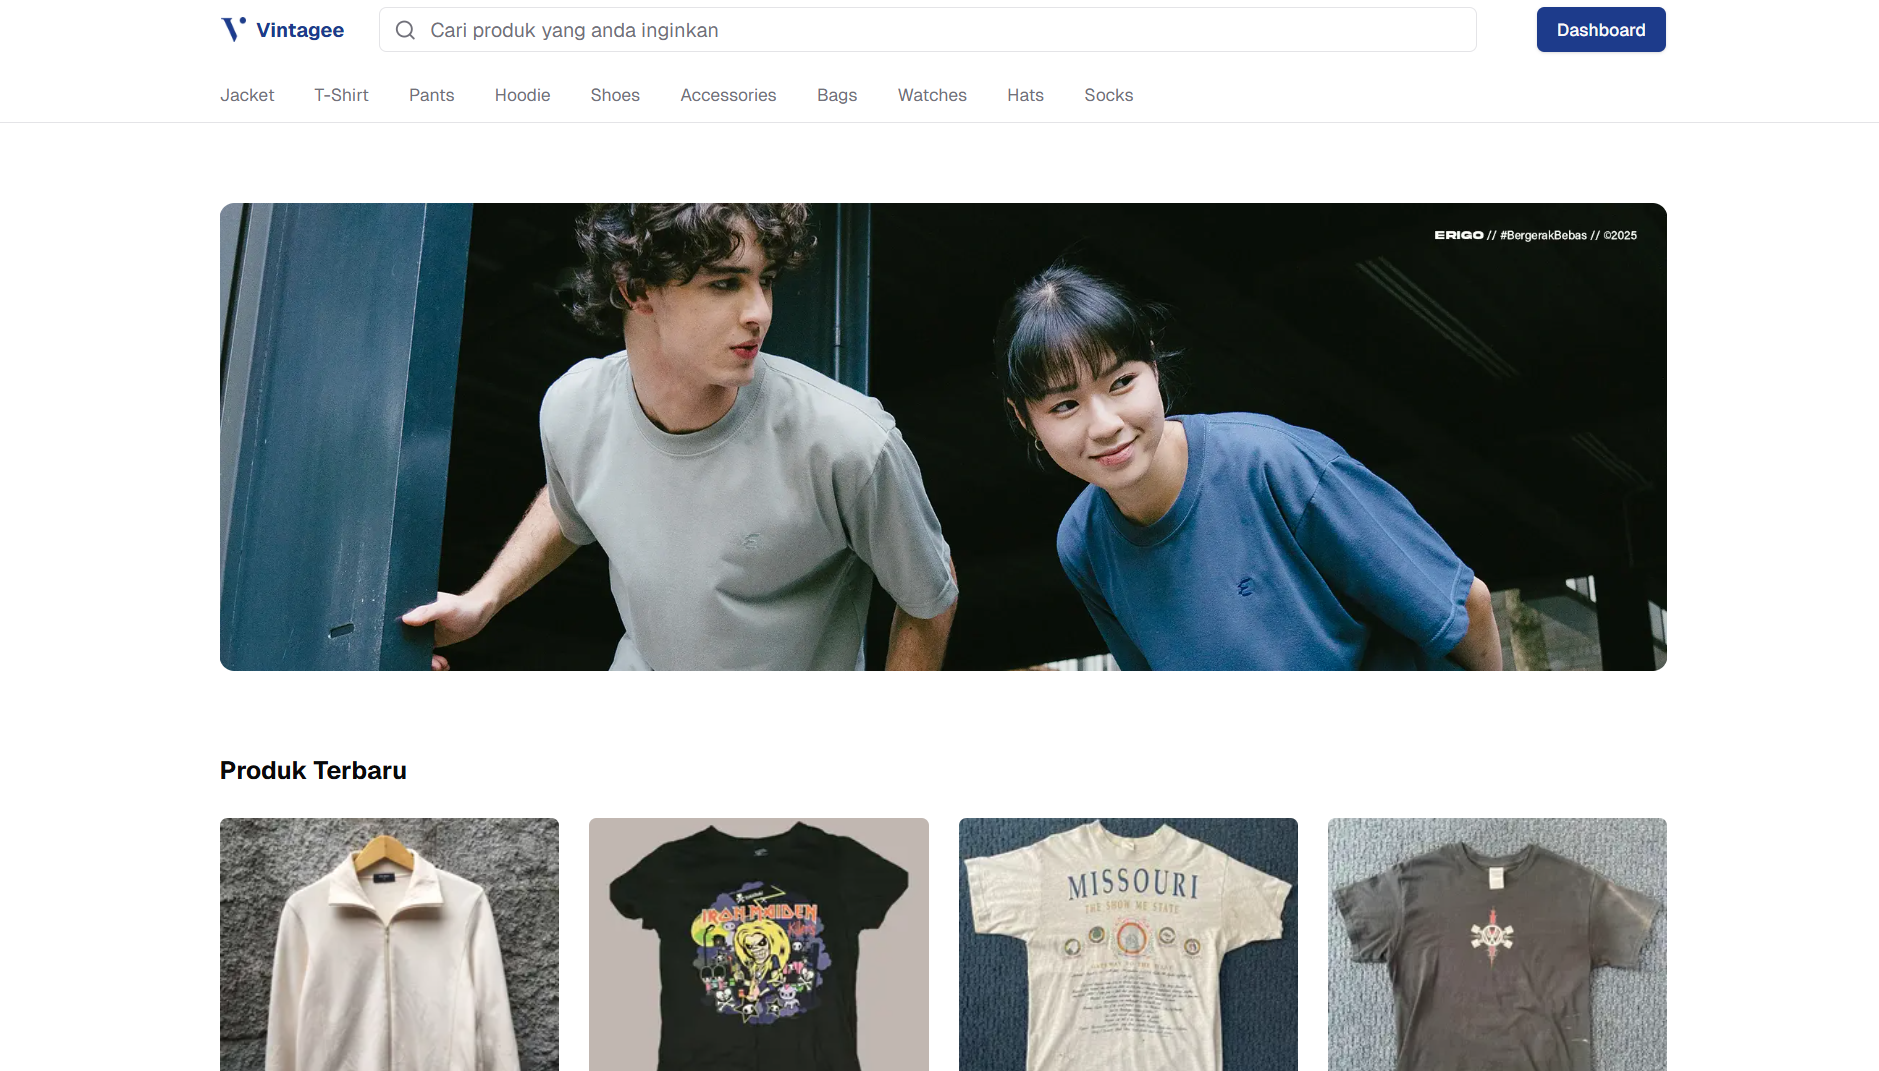 Vintagee
Cari produk yang anda inginkan
Dashboard
Jacket
T-Shirt
Pants
Hoodie
Shoes
Accessories
Bags
Watches
Hats
Socks
ERIGO // #BergerakBebas // ©2025
Produk Terbaru
IRON MAIDEN
Killers
MISSOURI
THE SHOW ME STATE